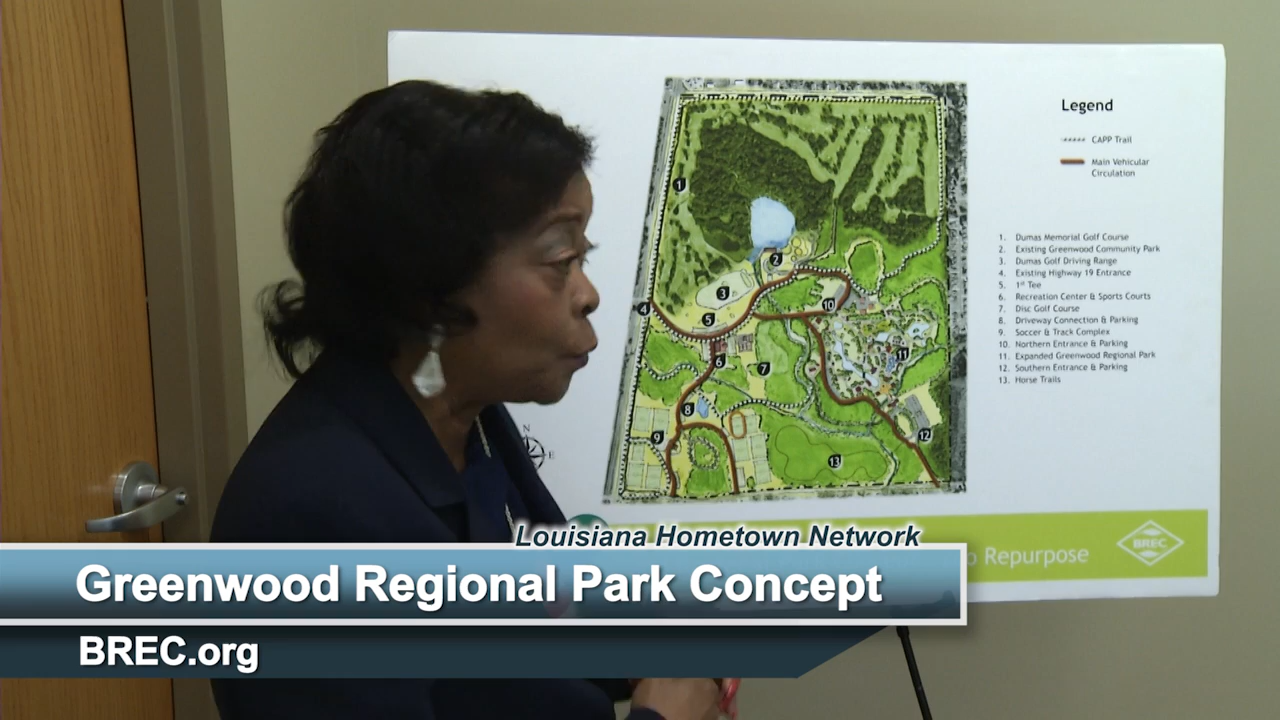 Legend
CAPP Trail
Main Vehicular
Circulation
1. Dumas Memorial Golf Course
2. Existing Greenwood Community Park
3. Dumas Golf Driving Range
4. Existing Highway 19 Entrance
5. 1st Tee
6. Recreation Center & Sports Courts
7. Disc Golf Course
8. Driveway Connection & Parking
9. Soccer & Track Complex
10. Northern Entrance & Parking
11. Expanded Greenwood Regional Park
12. Southern Entrance & Parking
13. Horse Trails
1
2
3
4
5
10
6
7
11
8
9
12
13
N
E
Louisiana Hometown Network
Repurpose
BREC
Greenwood Regional Park Concept
BREC.org